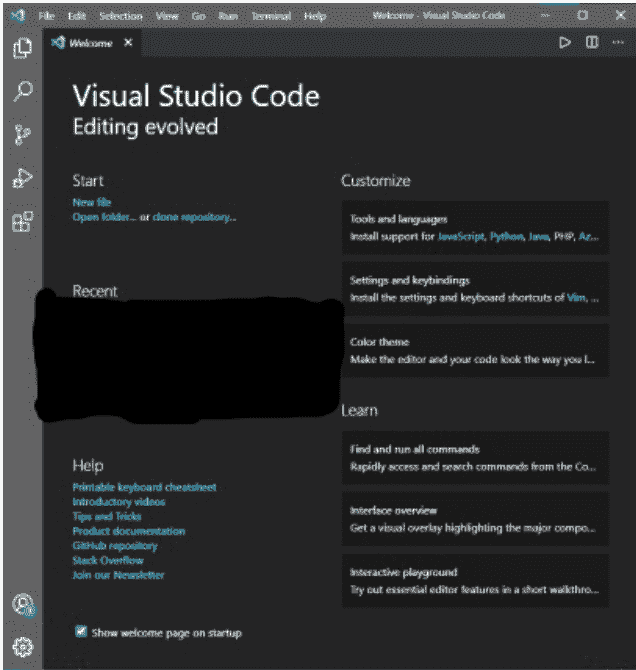 File Edit Selection View Go Run Terminal Help Welcome - Visual Studio Code
Welcome
Visual Studio Code
Editing evolved
Start
New file
Open folder... or clone repository...
Recent
Help
Printable keyboard cheatsheet
Introductory videos
Tips and Tricks
Product documentation
GitHub repository
Stack Overflow
Join our Newsletter
Show welcome page on startup
Customize
Tools and languages
Install support for JavaScript, Python, Java, PHP, Az...
Settings and keybindings
Install the settings and keyboard shortcuts of Vim, ...
Color theme
Make the editor and your code look the way you l...
Learn
Find and run all commands
Rapidly access and search commands from the Co...
Interface overview
Get a visual overlay highlighting the major compo...
Interactive playground
Try out essential editor features in a short walkthro...